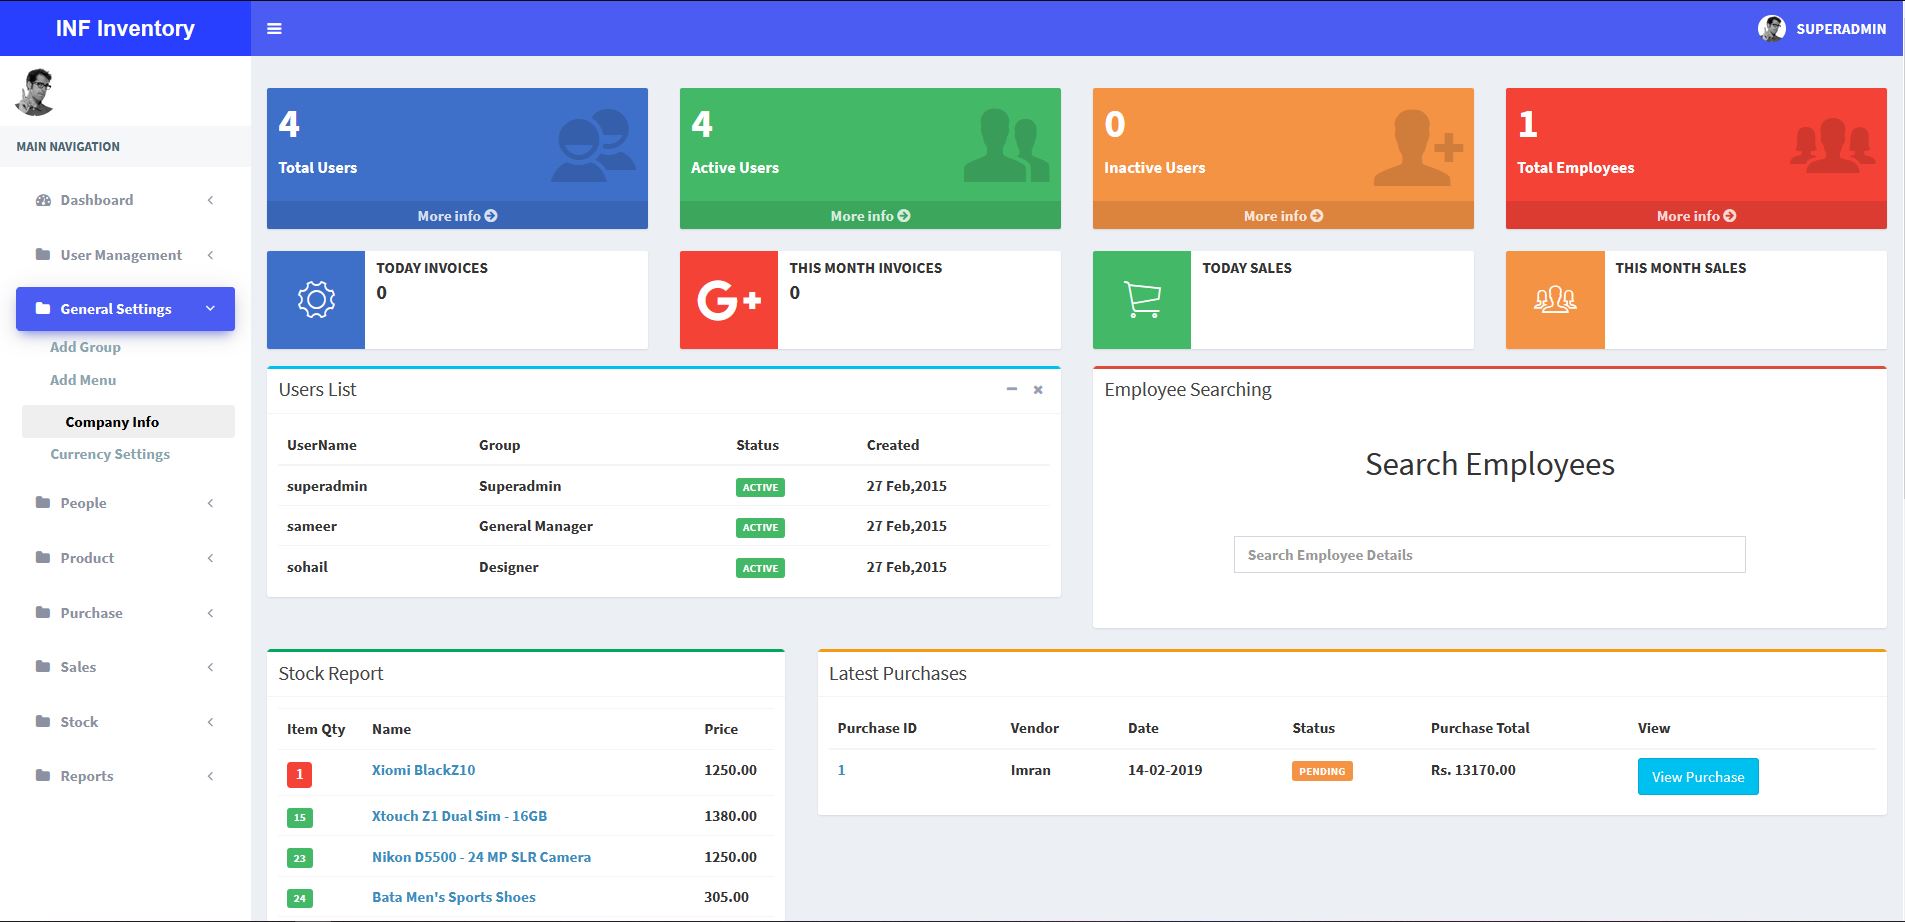 INF Inventory
SUPERADMIN
MAIN NAVIGATION
Dashboard
User Management
General Settings
Add Group
Add Menu
Company Info
Currency Settings
People
Product
Purchase
Sales
Stock
Reports
4
Total Users
More info
4
Active Users
More info
0
Inactive Users
More info
1
Total Employees
More info
TODAY INVOICES
0
G+
THIS MONTH INVOICES
0
TODAY SALES
THIS MONTH SALES
Users List
UserName Group Status Created
superadmin Superadmin ACTIVE 27 Feb,2015
sameer General Manager ACTIVE 27 Feb,2015
sohail Designer ACTIVE 27 Feb,2015
Employee Searching
Search Employees
Search Employee Details
Stock Report
Item Qty Name Price
1 Xiomi BlackZ10 1250.00
15 Xtouch Z1 Dual Sim - 16GB 1380.00
23 Nikon D5500 - 24 MP SLR Camera 1250.00
24 Bata Men's Sports Shoes 305.00
Latest Purchases
Purchase ID Vendor Date Status Purchase Total View
1 Imran 14-02-2019 PENDING Rs. 13170.00 View Purchase